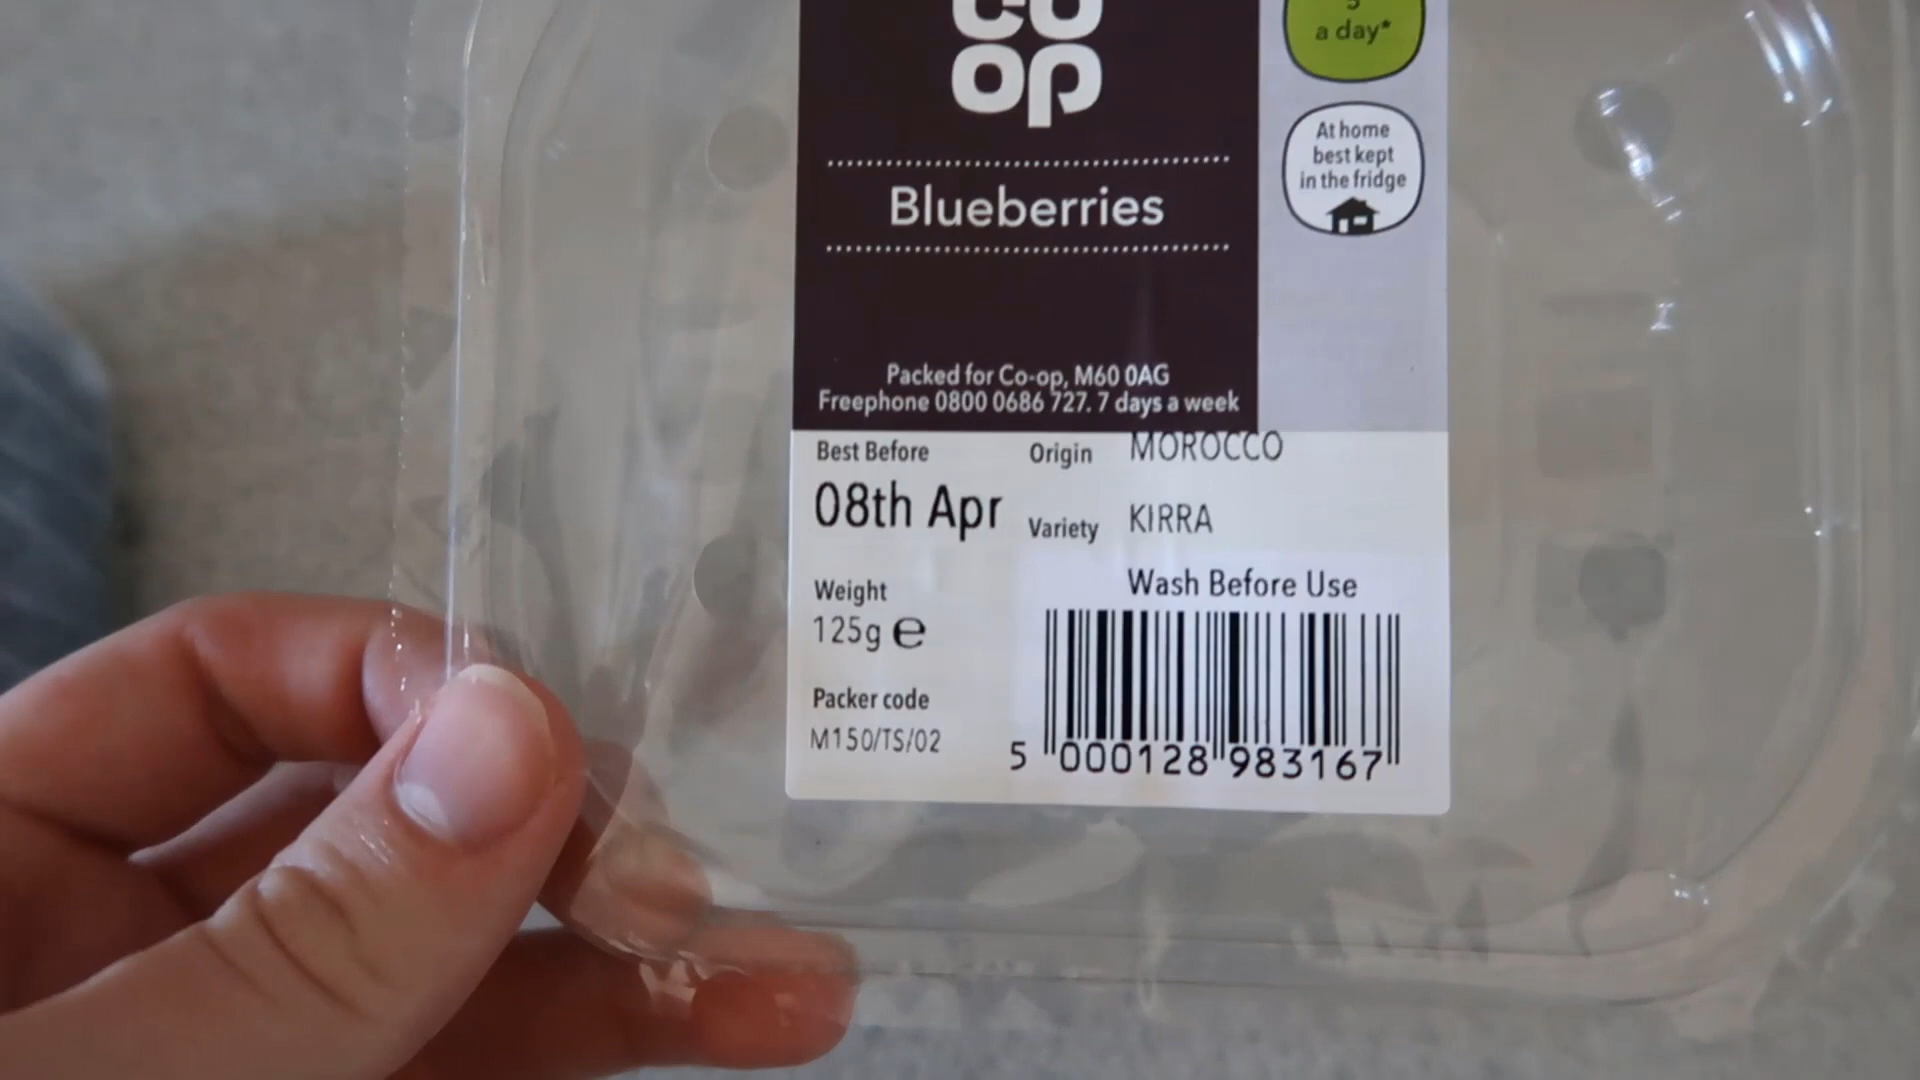 co
op
5
a day*
At home
best kept
in the fridge
Blueberries
Packed for Co-op, M60 0AG
Freephone 0800 0686 727. 7 days a week
Best Before
08th Apr
Origin MOROCCO
Variety KIRRA
Wash Before Use
Weight
125g e
Packer code
M150/TS/02
5 000128 983167